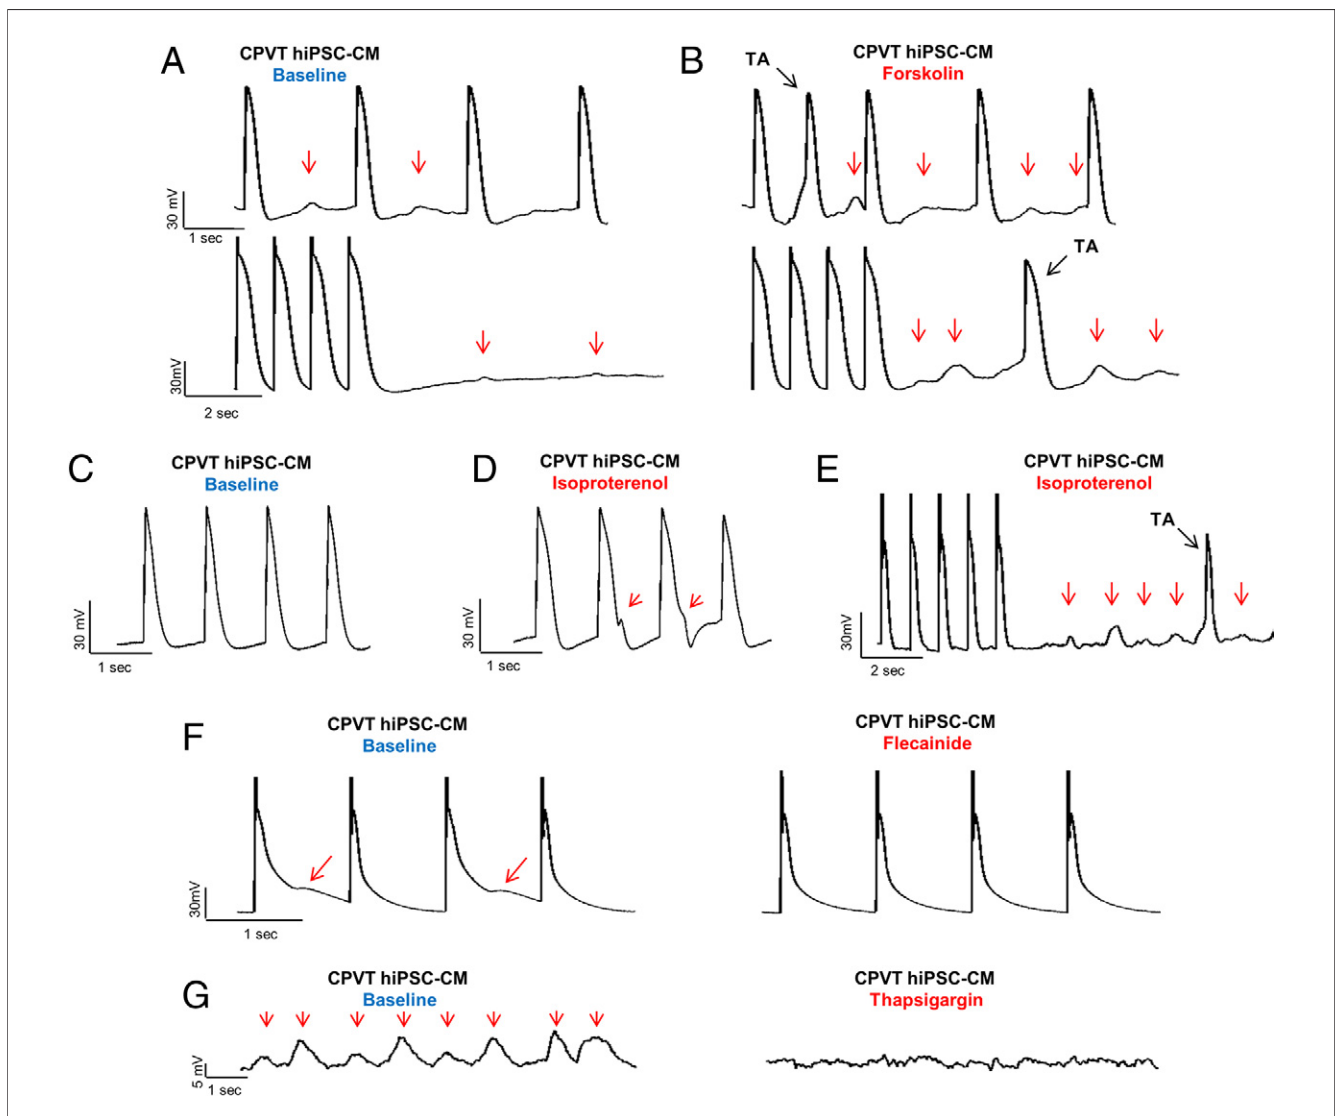 A
CPVT hiPSC-CM
Baseline
30 mV
1 sec
30mV
2 sec
B
CPVT hiPSC-CM
Forskolin
TA
TA
C
CPVT hiPSC-CM
Baseline
30 mV
1 sec
D
CPVT hiPSC-CM
Isoproterenol
30 mV
1 sec
E
CPVT hiPSC-CM
Isoproterenol
TA
30mV
2 sec
F
CPVT hiPSC-CM
Baseline
30mV
1 sec
CPVT hiPSC-CM
Flecainide
G
CPVT hiPSC-CM
Baseline
5 mV
1 sec
CPVT hiPSC-CM
Thapsigargin